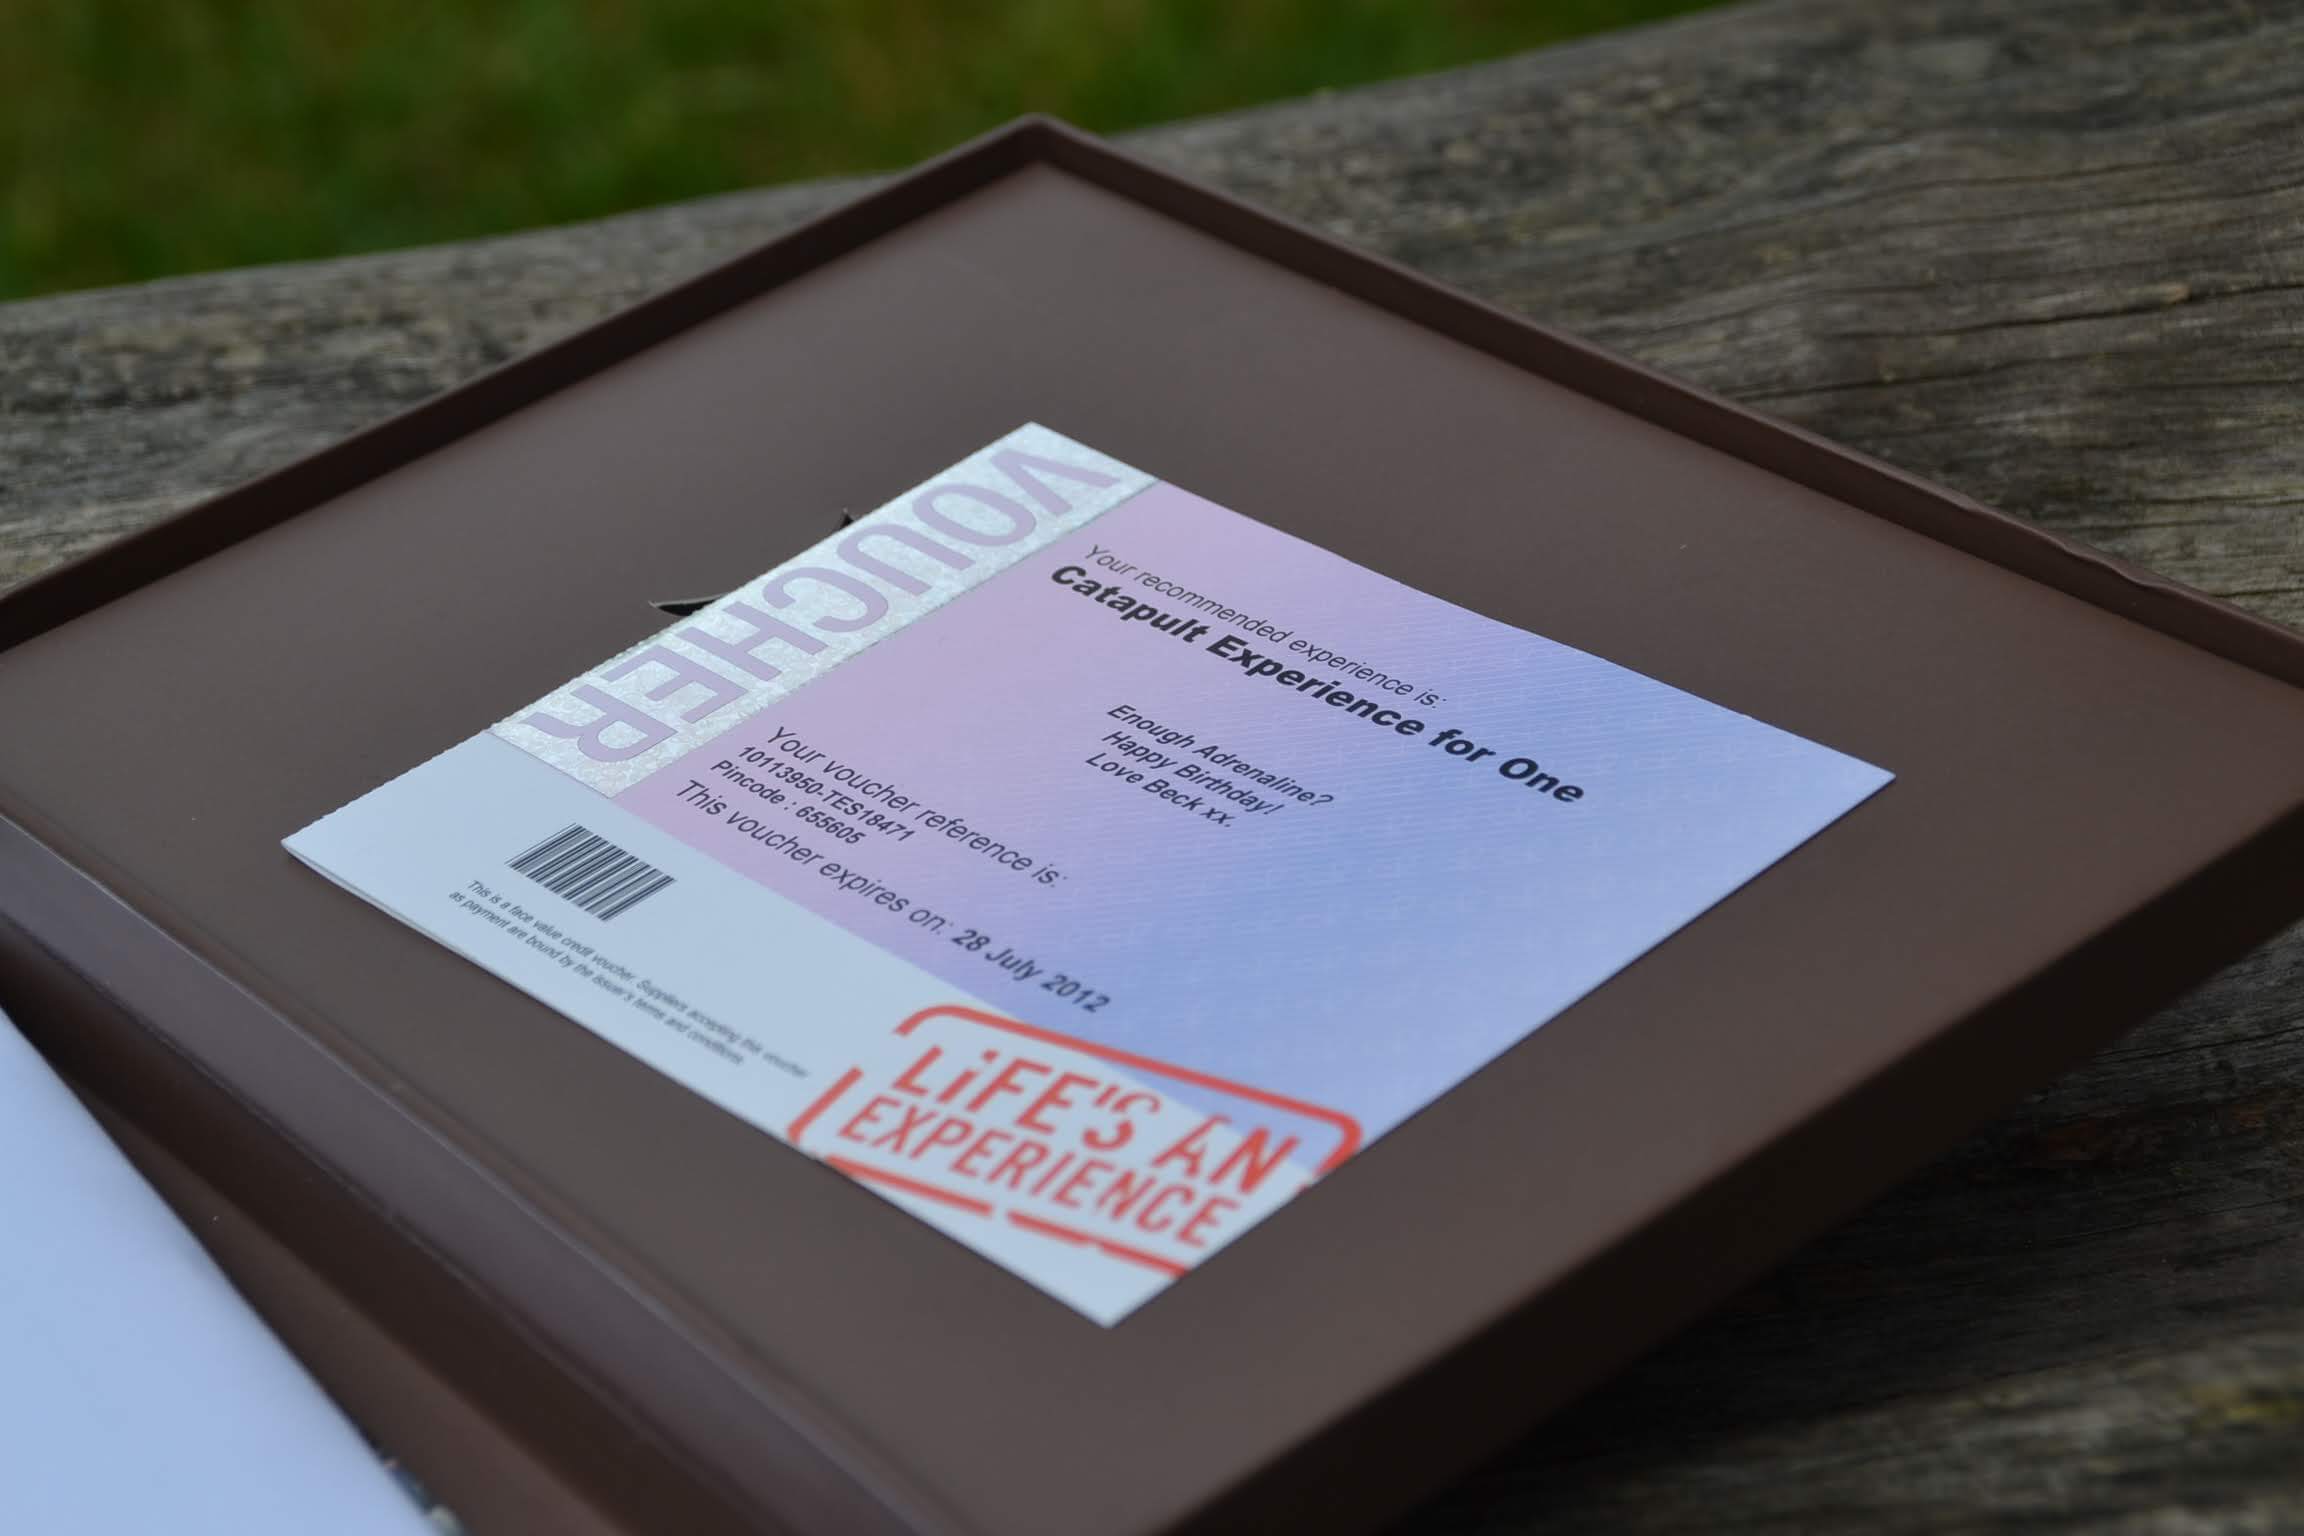 VOUCHER
Your recommended experience is:
Catapult Experience for One
Enough Adrenaline?
Happy Birthday!
Love Beck xx.
Your voucher reference is:
10113950-TES18471
Pincode : 655605
This voucher expires on: 28 July 2012
This is a face value credit voucher. Suppliers accepting this voucher
as payment are bound by the issuer's terms and conditions.
LiFE'S AN
EXPERIENCE